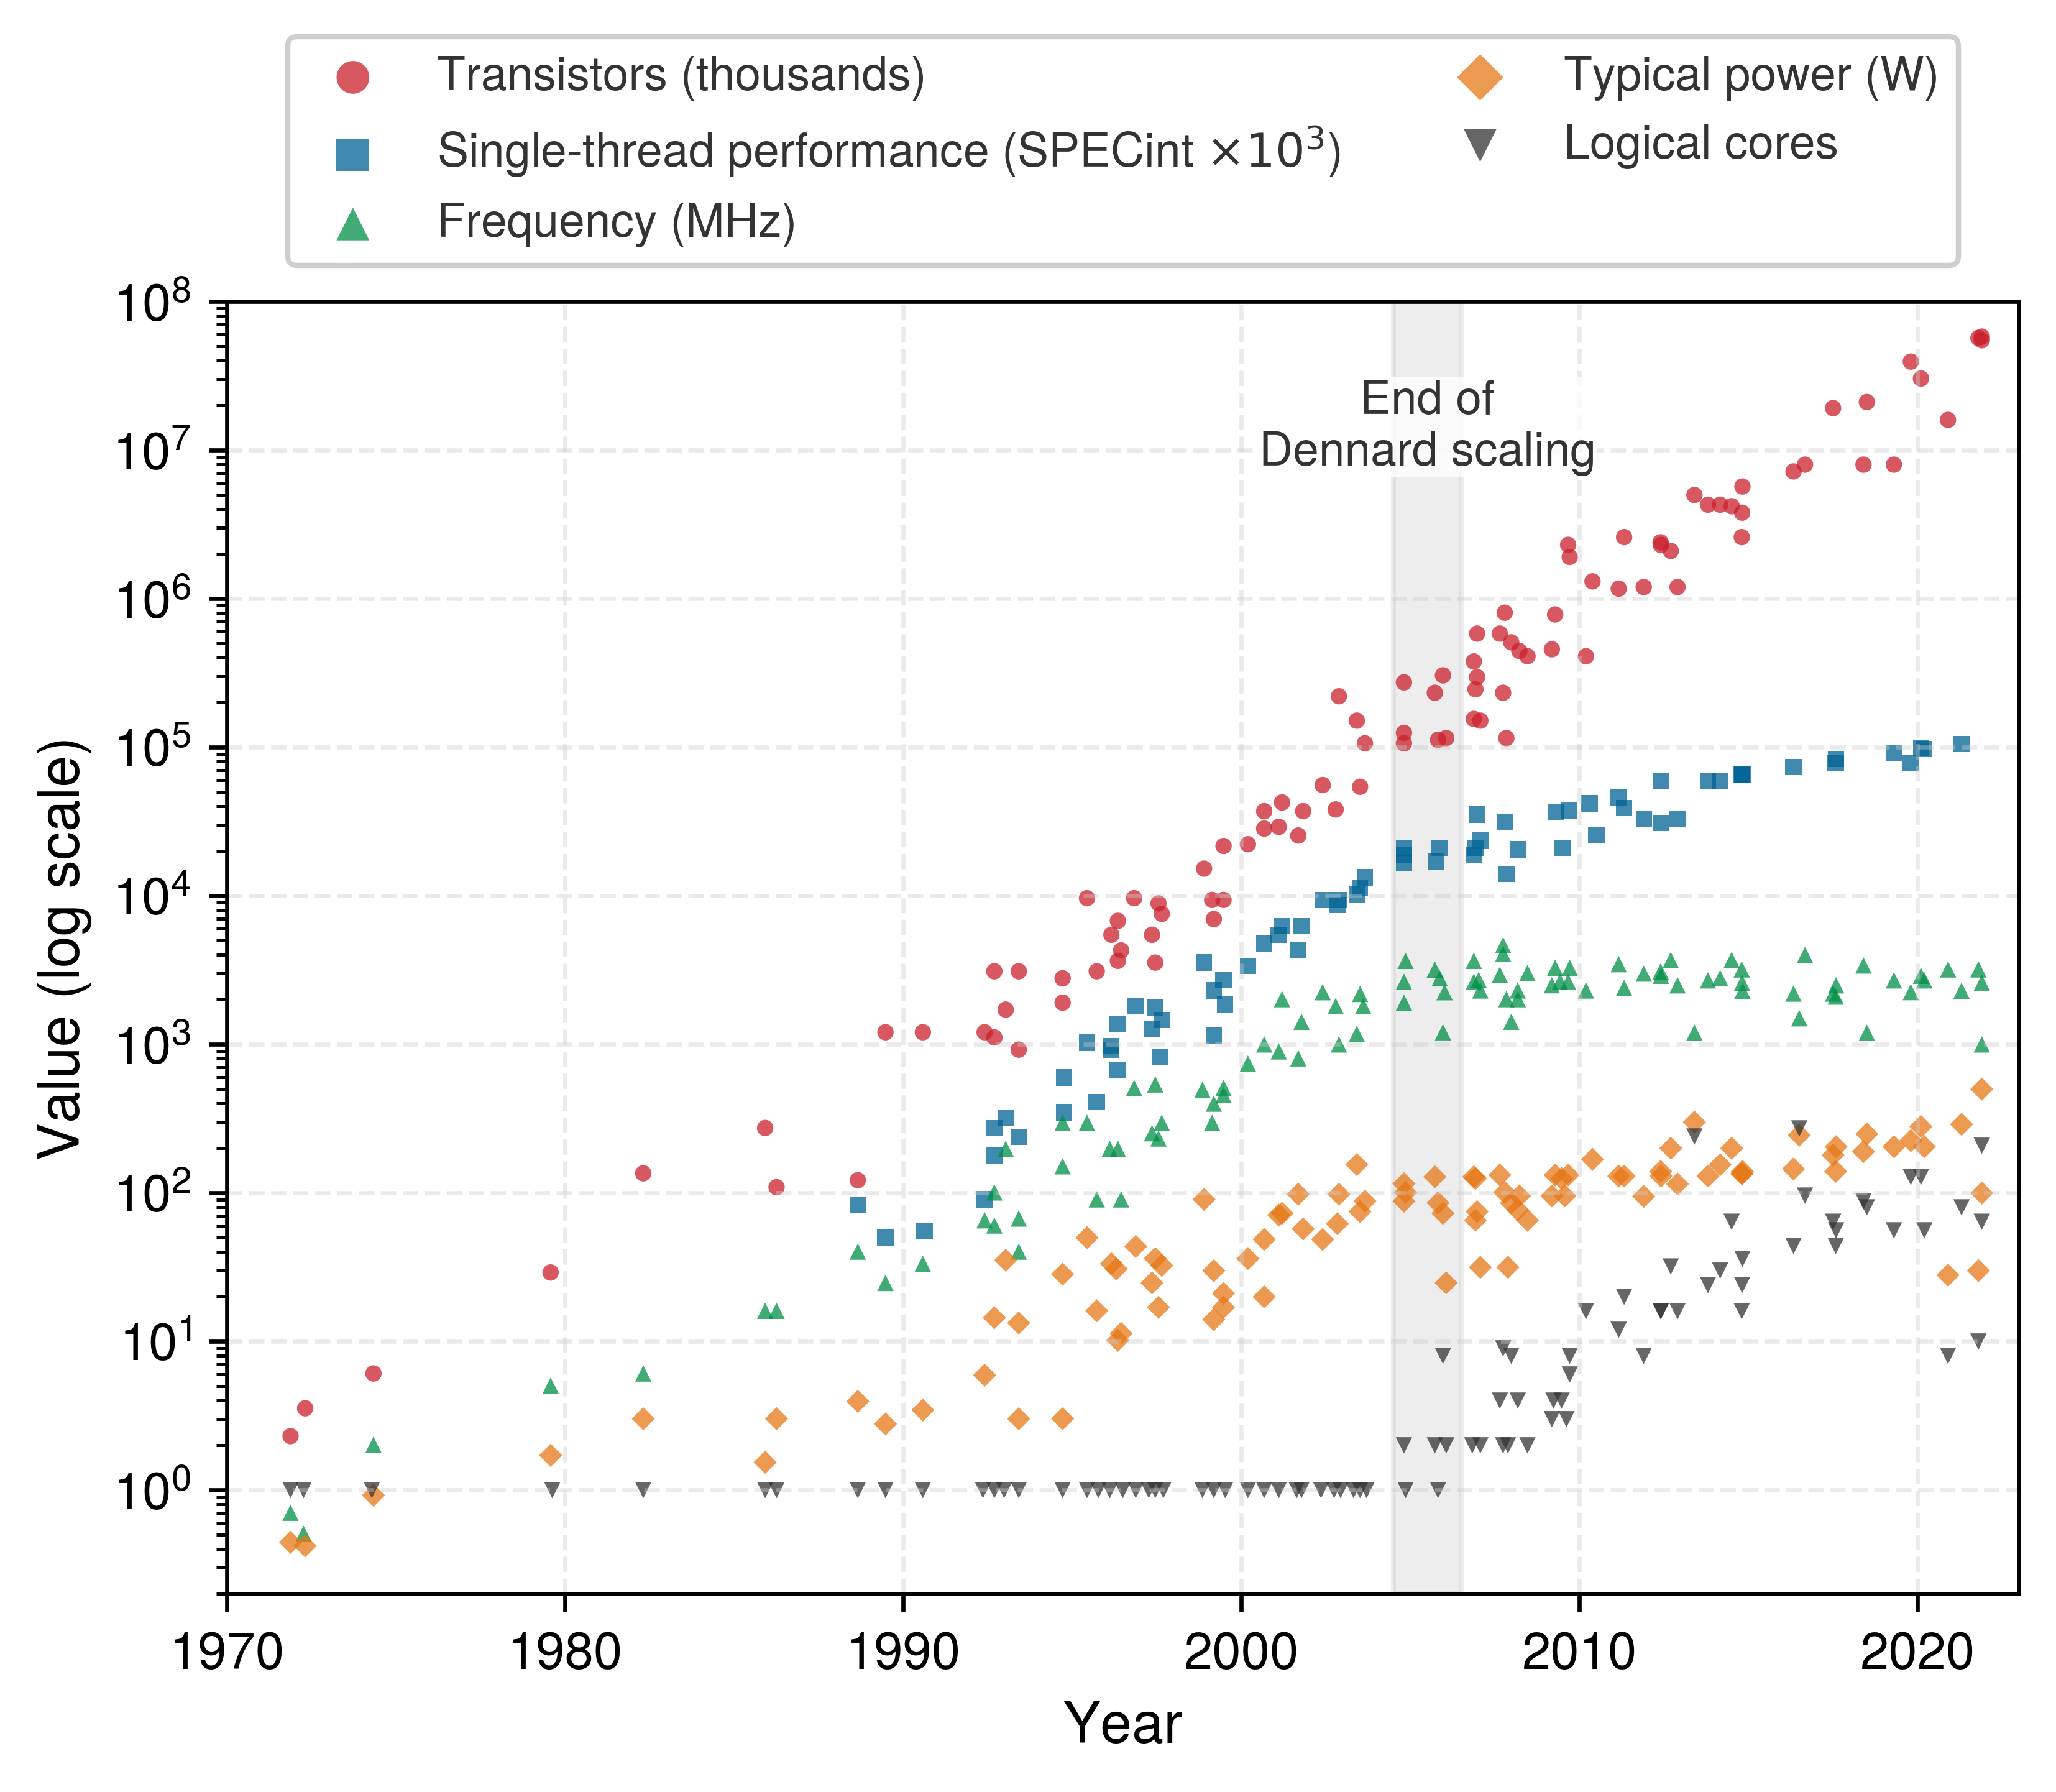 Transistors (thousands)
Single-thread performance (SPECint ×10³)
Frequency (MHz)
Typical power (W)
Logical cores
10⁸
10⁷
10⁶
10⁵
10⁴
10³
10²
10¹
10⁰
Value (log scale)
End of
Dennard scaling
1970 1980 1990 2000 2010 2020
Year